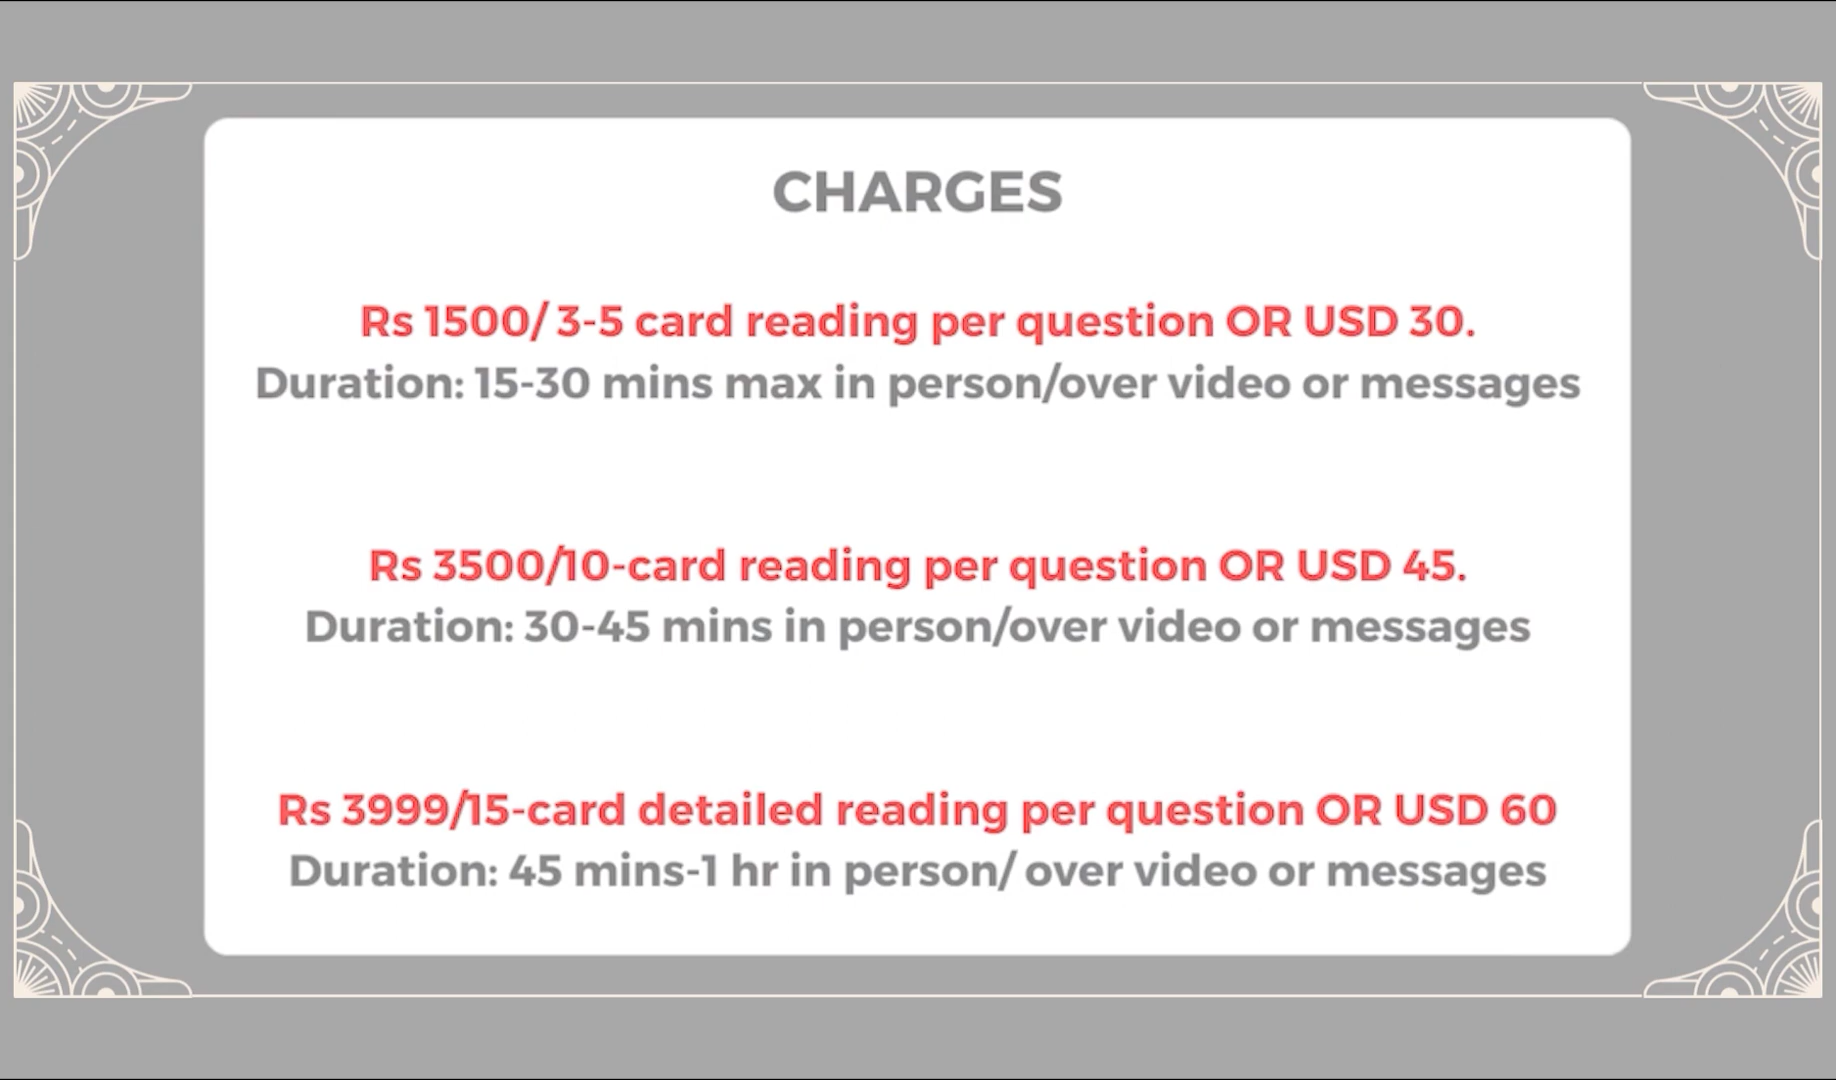 CHARGES
Rs 1500/ 3-5 card reading per question OR USD 30.
Duration: 15-30 mins max in person/over video or messages
Rs 3500/10-card reading per question OR USD 45.
Duration: 30-45 mins in person/over video or messages
Rs 3999/15-card detailed reading per question OR USD 60
Duration: 45 mins-1 hr in person/ over video or messages